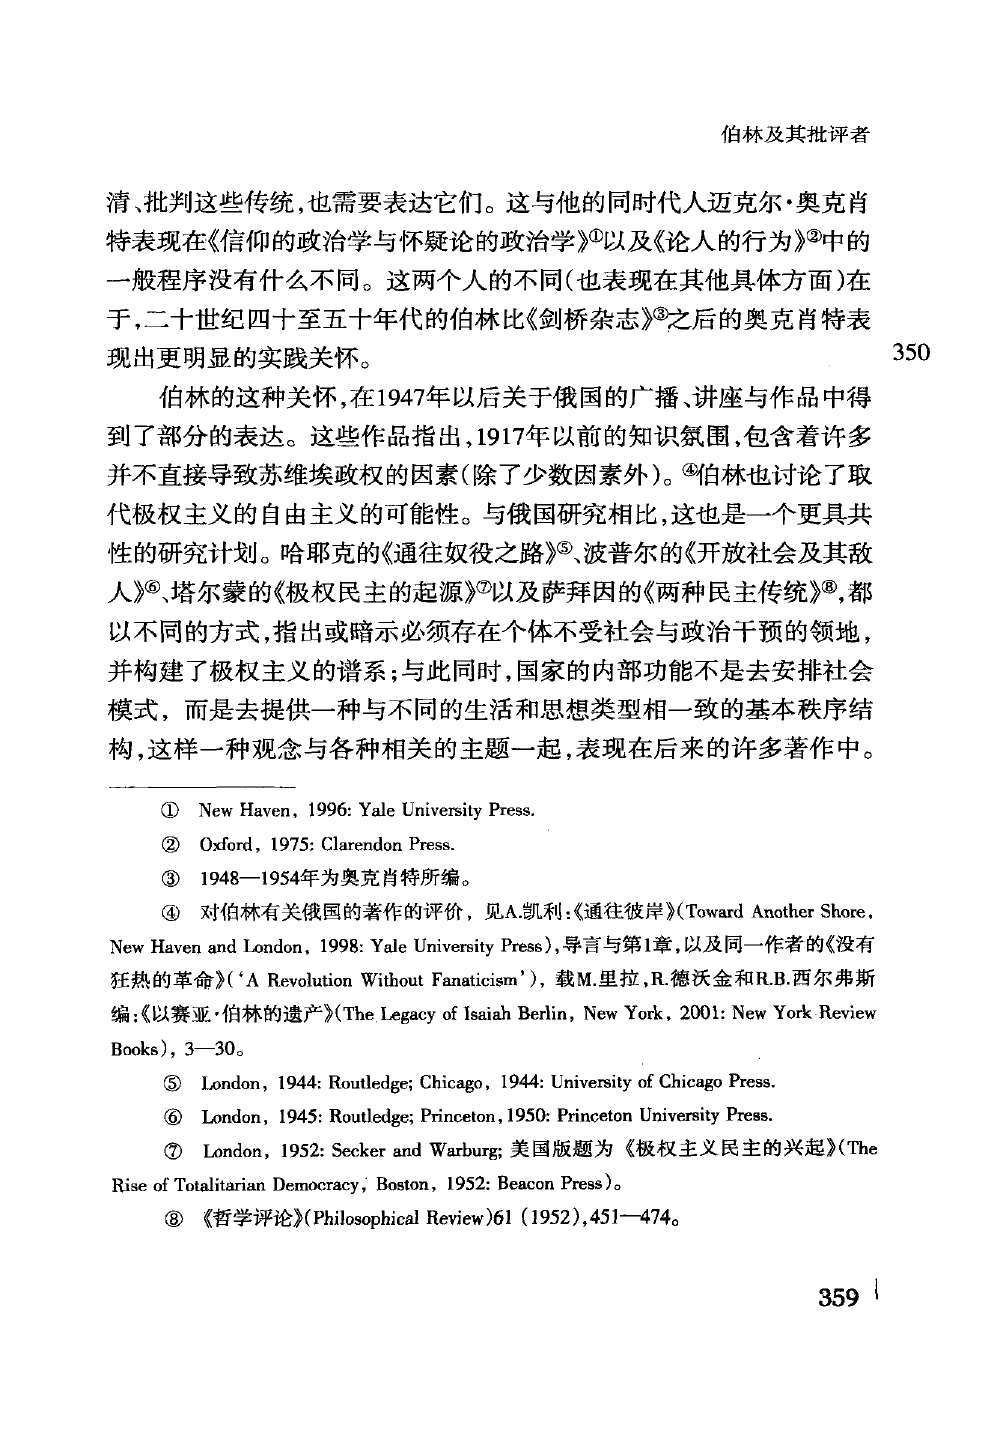 伯林及其批评者
清、批判这些传统,也需要表达它们。这与他的同时代人迈克尔·奥克肖
特表现在《信仰的政治学与怀疑论的政治学》①以及《论人的行为》②中的
一般程序没有什么不同。这两个人的不同(也表现在其他具体方面)在
于,二十世纪四十至五十年代的伯林比《剑桥杂志》③之后的奥克肖特表
现出更明显的实践关怀。
350
伯林的这种关怀,在1947年以后关于俄国的广播、讲座与作品中得
到了部分的表达。这些作品指出,1917年以前的知识氛围,包含着许多
并不直接导致苏维埃政权的因素(除了少数因素外)。④伯林也讨论了取
代极权主义的自由主义的可能性。与俄国研究相比,这也是一个更具共
性的研究计划。哈耶克的《通往奴役之路》⑤、波普尔的《开放社会及其敌
人》⑥、塔尔蒙的《极权民主的起源》⑦以及萨拜因的《两种民主传统》⑧,都
以不同的方式,指出或暗示必须存在个体不受社会与政治干预的领地,
并构建了极权主义的谱系;与此同时,国家的内部功能不是去安排社会
模式, 而是去提供一种与不同的生活和思想类型相一致的基本秩序结
构,这样一种观念与各种相关的主题一起,表现在后来的许多著作中。
① New Haven, 1996: Yale University Press.
② Oxford, 1975: Clarendon Press.
③ 1948—1954年为奥克肖特所编。
④ 对伯林有关俄国的著作的评价, 见A.凯利:《通往彼岸》(Toward Another Shore,
New Haven and London, 1998: Yale University Press),导言与第1章,以及同一作者的《没有
狂热的革命》(‘A Revolution Without Fanaticism’), 载M.里拉,R.德沃金和R.B.西尔弗斯
编:《以赛亚·伯林的遗产》(The Legacy of Isaiah Berlin, New York, 2001: New York Review
Books), 3—30。
⑤ London, 1944: Routledge; Chicago, 1944: University of Chicago Press.
⑥ London, 1945: Routledge; Princeton, 1950: Princeton University Press.
⑦ London, 1952: Secker and Warburg; 美国版题为《极权主义民主的兴起》(The
Rise of Totalitarian Democracy, Boston, 1952: Beacon Press)。
⑧ 《哲学评论》(Philosophical Review)61 (1952),451—474。
359